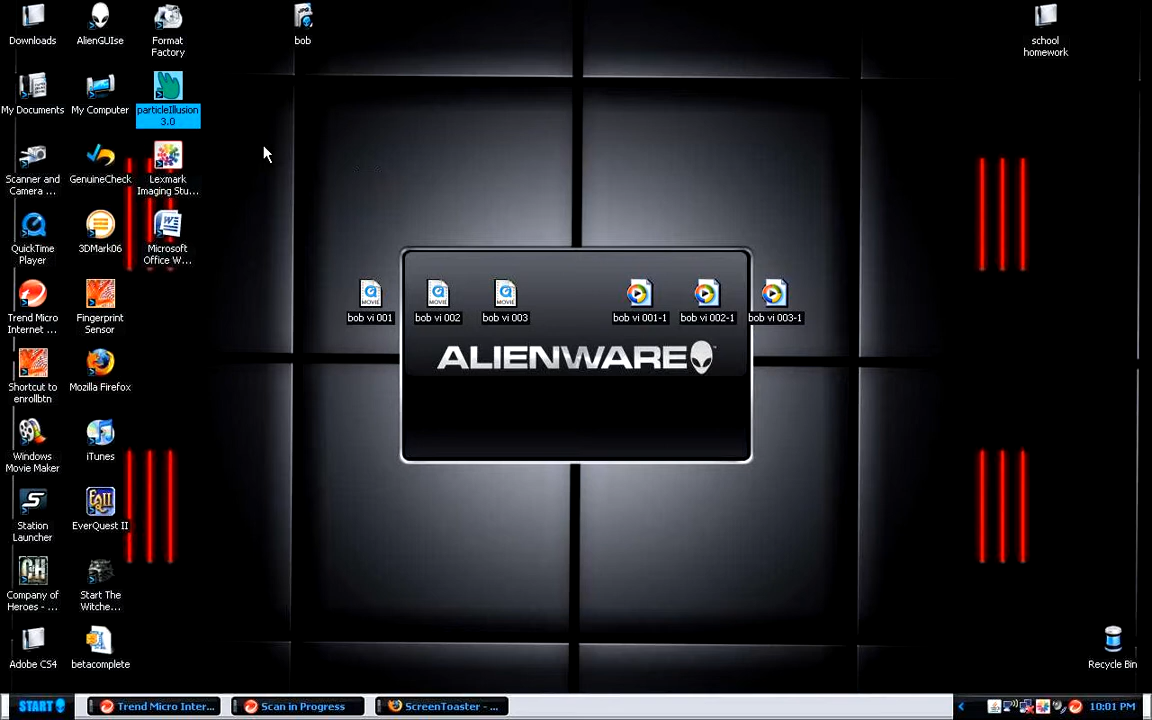 Downloads
AlienGUIse
Format
Factory
bob
school
homework
My Documents
My Computer
particleIllusion
3.0
Scanner and
Camera ...
GenuineCheck
Lexmark
Imaging Stu...
QuickTime
Player
3DMark06
Microsoft
Office W...
Trend Micro
Internet ...
Fingerprint
Sensor
bob vi 001
bob vi 002
bob vi 003
bob vi 001-1
bob vi 002-1
bob vi 003-1
MOVIE
MOVIE
MOVIE
ALIENWARE
Shortcut to
enrollbtn
Mozilla Firefox
Windows
Movie Maker
iTunes
Station
Launcher
EverQuest II
Company of
Heroes - ...
Start The
Witche...
Adobe CS4
betacomplete
Recycle Bin
START
Trend Micro Inter...
Scan in Progress
ScreenToaster - ...
10:01 PM